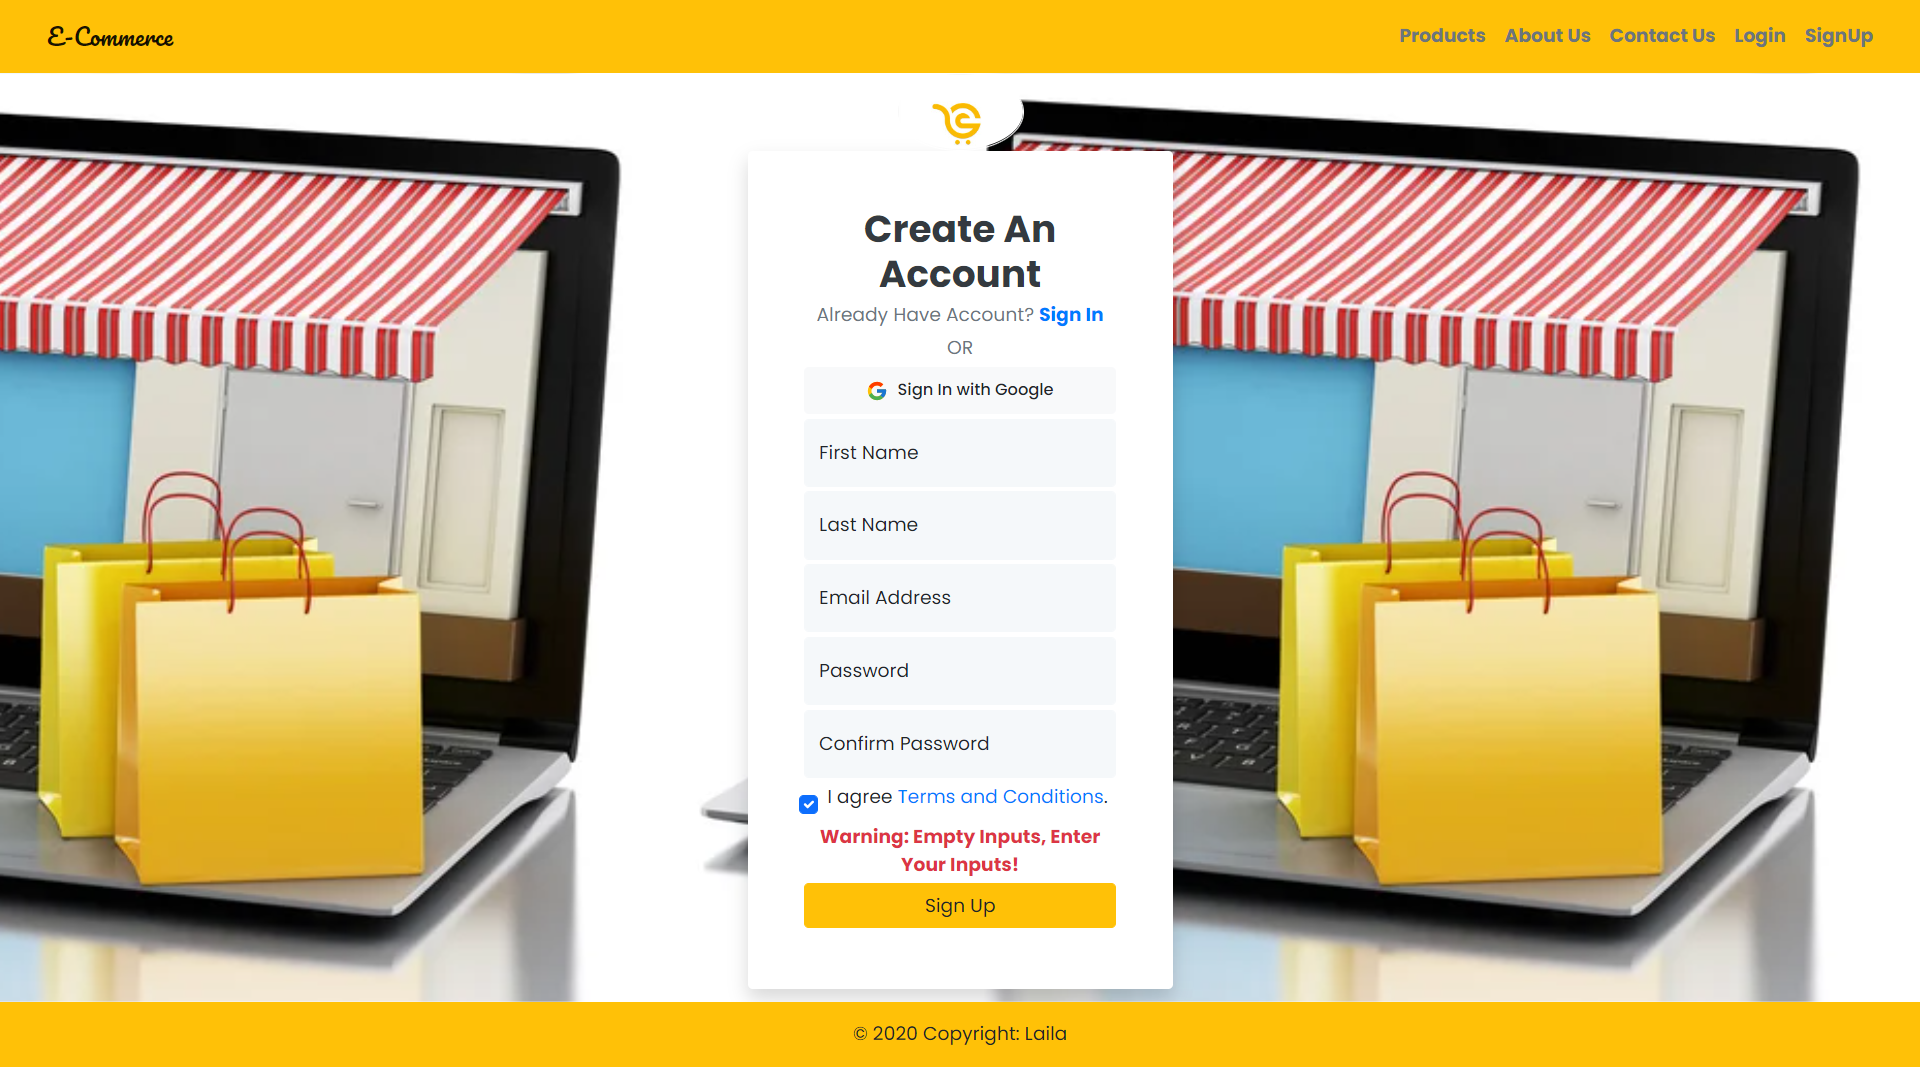 E-Commerce
Products About Us Contact Us Login SignUp
Create An
Account
Already Have Account? Sign In
OR
Sign In with Google
First Name
Last Name
Email Address
Password
Confirm Password
I agree Terms and Conditions.
Warning: Empty Inputs, Enter
Your Inputs!
Sign Up
© 2020 Copyright: Laila